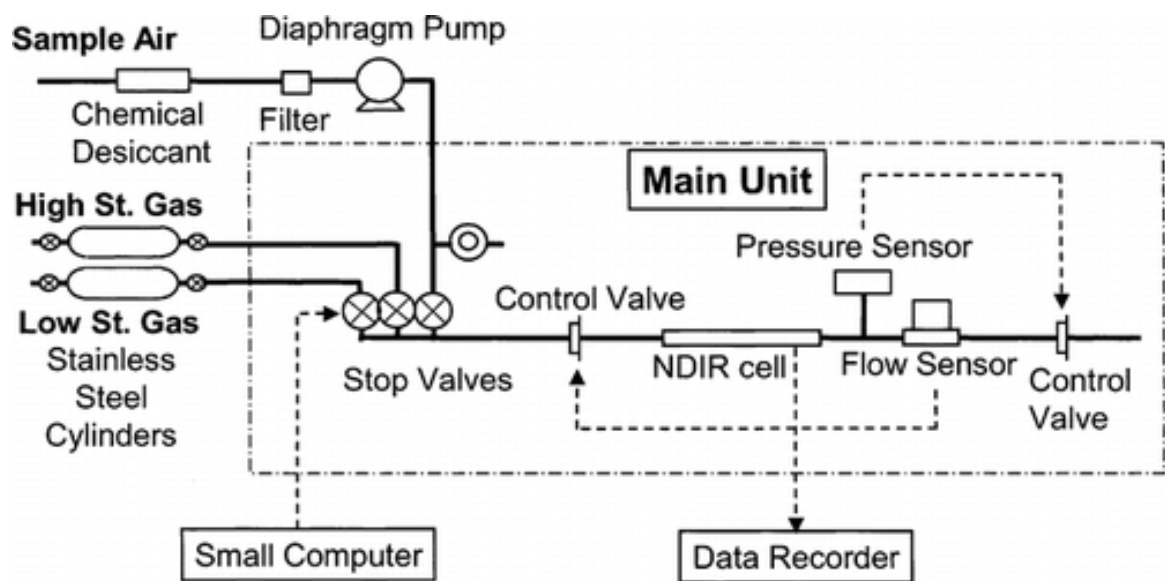 Sample Air
Diaphragm Pump
Chemical
Desiccant
Filter
Main Unit
High St. Gas
Pressure Sensor
Low St. Gas
Stainless
Steel
Cylinders
Control Valve
Stop Valves
NDIR cell
Flow Sensor
Control
Valve
Small Computer
Data Recorder